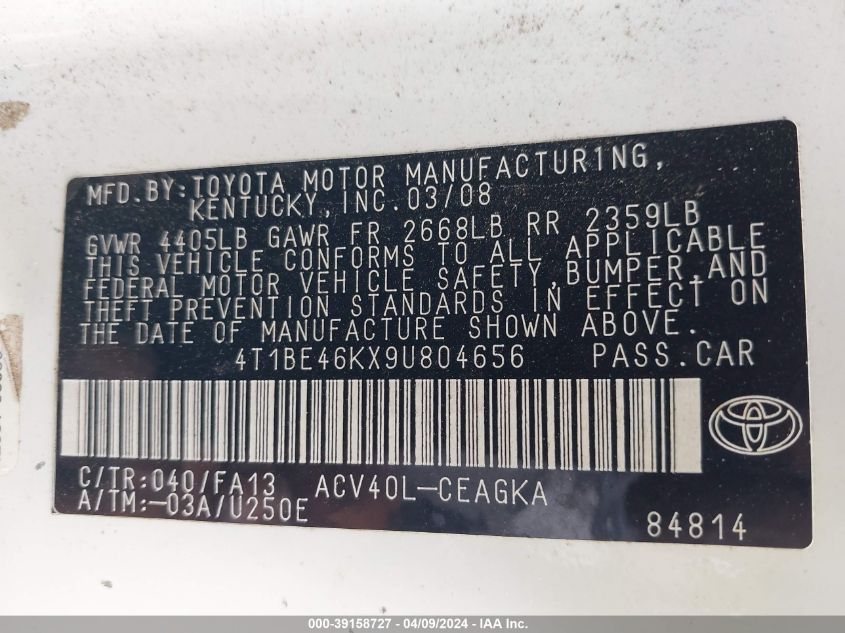 MFD. BY: TOYOTA MOTOR MANUFACTUR1NG,
KENTUCKY, INC. 03/08
GVWR 4405LB GAWR FR 2668LB RR 2359LB
THIS VEHICLE CONFORMS TO ALL APPLICABLE
FEDERAL MOTOR VEHICLE SAFETY, BUMPER, AND
THEFT PREVENTION STANDARDS IN EFFECT ON
THE DATE OF MANUFACTURE SHOWN ABOVE.
4T1BE46KX9U804656 PASS. CAR
C/TR: 040/FA13 ACV40L-CEAGKA
A/TM: -03A/U250E
84814
000-39158727 - 04/09/2024 - IAA Inc.